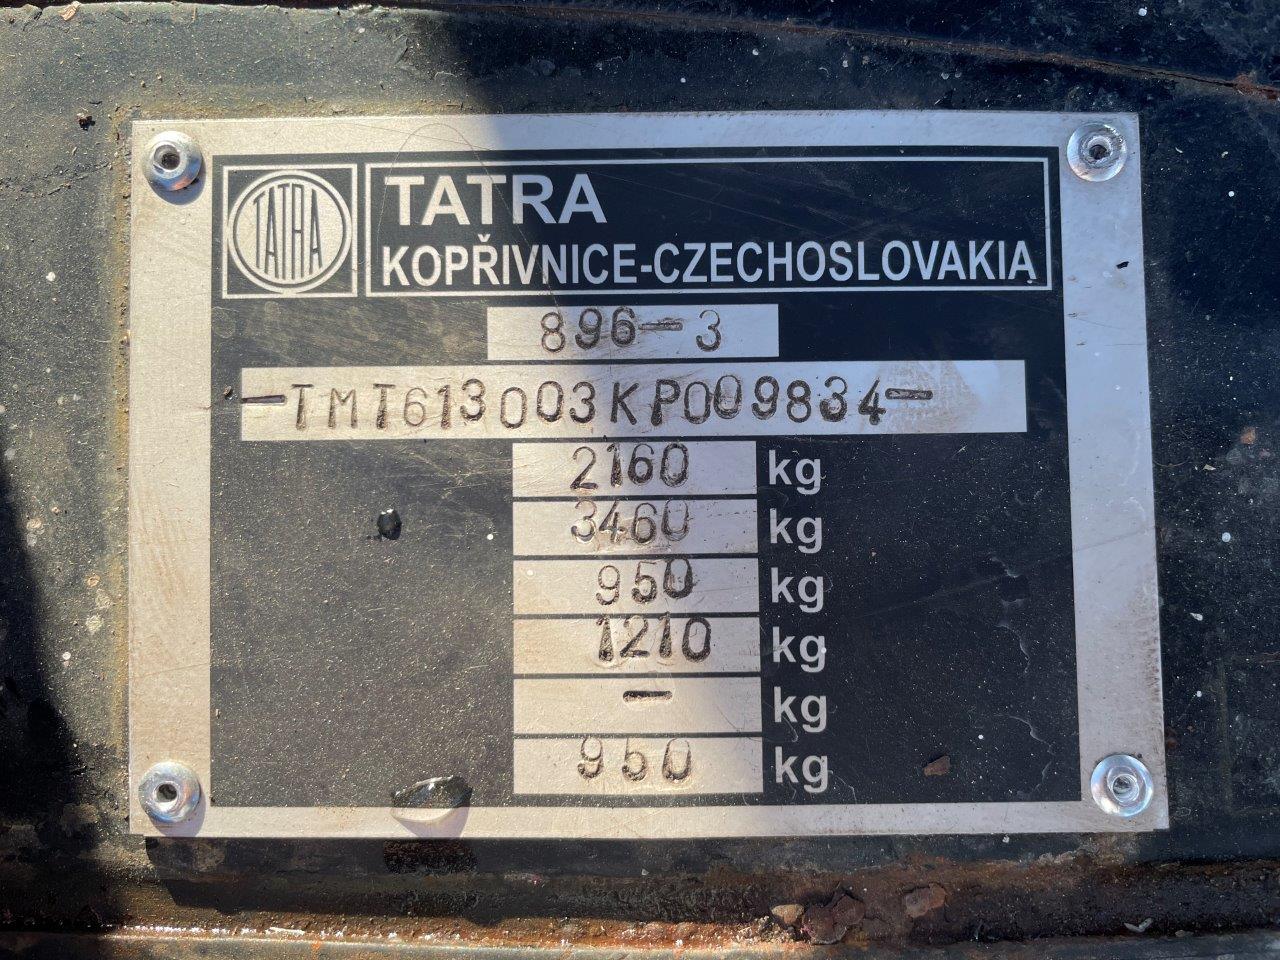 TATRA
TATRA
KOPŘIVNICE-CZECHOSLOVAKIA
896-3
-TMT613003KP009834-
2160 kg
3460 kg
950 kg
1210 kg
- kg
950 kg